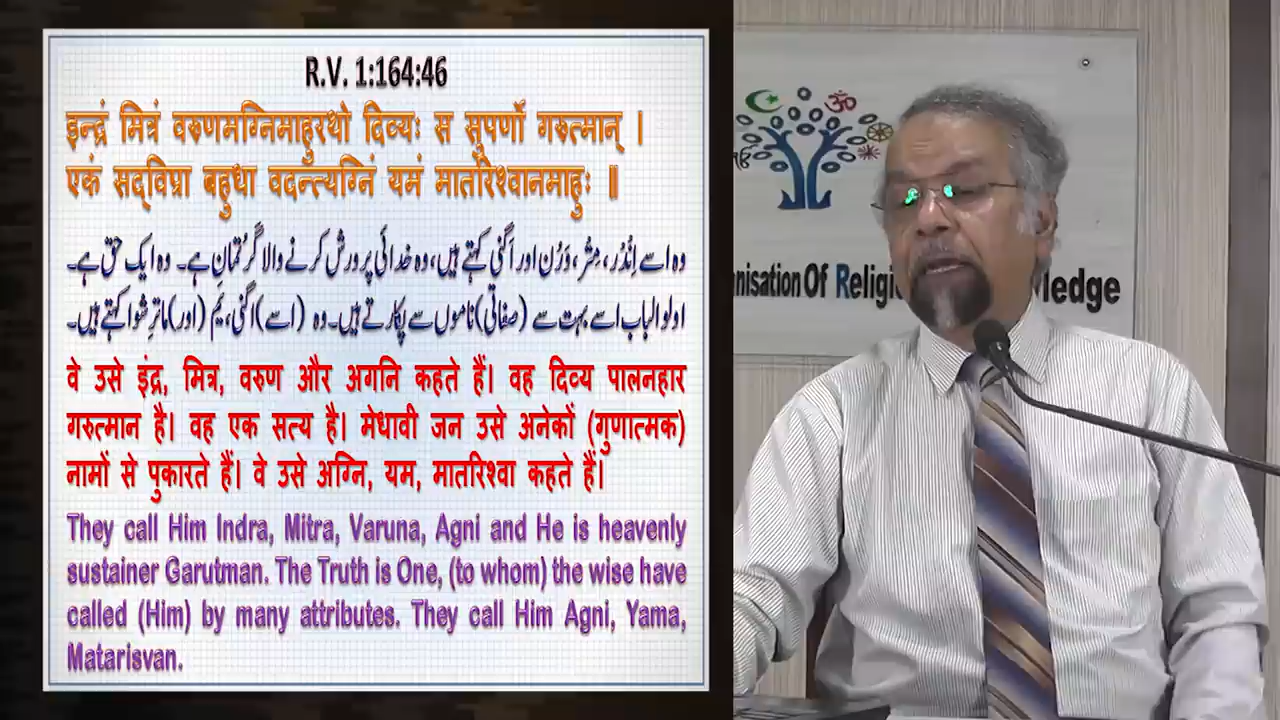 R.V. 1:164:46
इन्द्रं मित्रं वरुणमग्निमाहुरथो दिव्यः स सुपर्णो गरुत्मान् ।
एकं सद्विप्रा बहुधा वदन्त्यग्निं यमं मातरिश्वानमाहुः ॥
وہ اسے اِنْدْر، مِتْر، وَرُن اور اَگنی کہتے ہیں، وہ خدائی پرورش کرنے والا گَرُتْمَان ہے۔ وہ ایک حق ہے۔
اولوالباب اسے بہت سے (صفاتی) ناموں سے پکارتے ہیں۔ وہ (اسے) اگنی، یم (اور) ماترِشوا کہتے ہیں۔
वे उसे इंद्र, मित्र, वरुण और अगनि कहते हैं। वह दिव्य पालनहार
गरुत्मान है। वह एक सत्य है। मेधावी जन उसे अनेकों (गुणात्मक)
नामों से पुकारते हैं। वे उसे अग्नि, यम, मातरिश्वा कहते हैं।
They call Him Indra, Mitra, Varuna, Agni and He is heavenly
sustainer Garutman. The Truth is One, (to whom) the wise have
called (Him) by many attributes. They call Him Agni, Yama,
Matarisvan.
ॐ
nisation Of Religi ledge